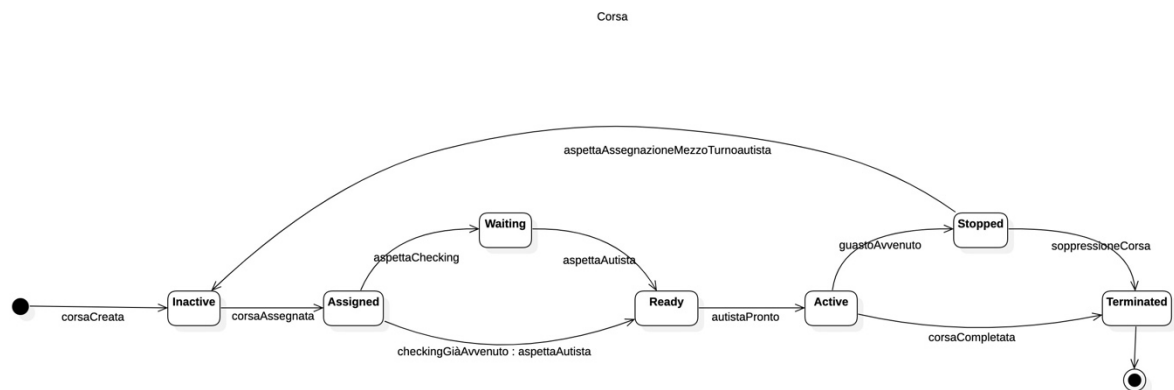 Corsa
aspettaAssegnazioneMezzoTurnoautista
Waiting
Stopped
guastoAvvenuto
soppressioneCorsa
aspettaChecking
aspettaAutista
Inactive
Assigned
Ready
Active
Terminated
corsaCreata
corsaAssegnata
autistaPronto
corsaCompletata
checkingGiàAvvenuto : aspettaAutista